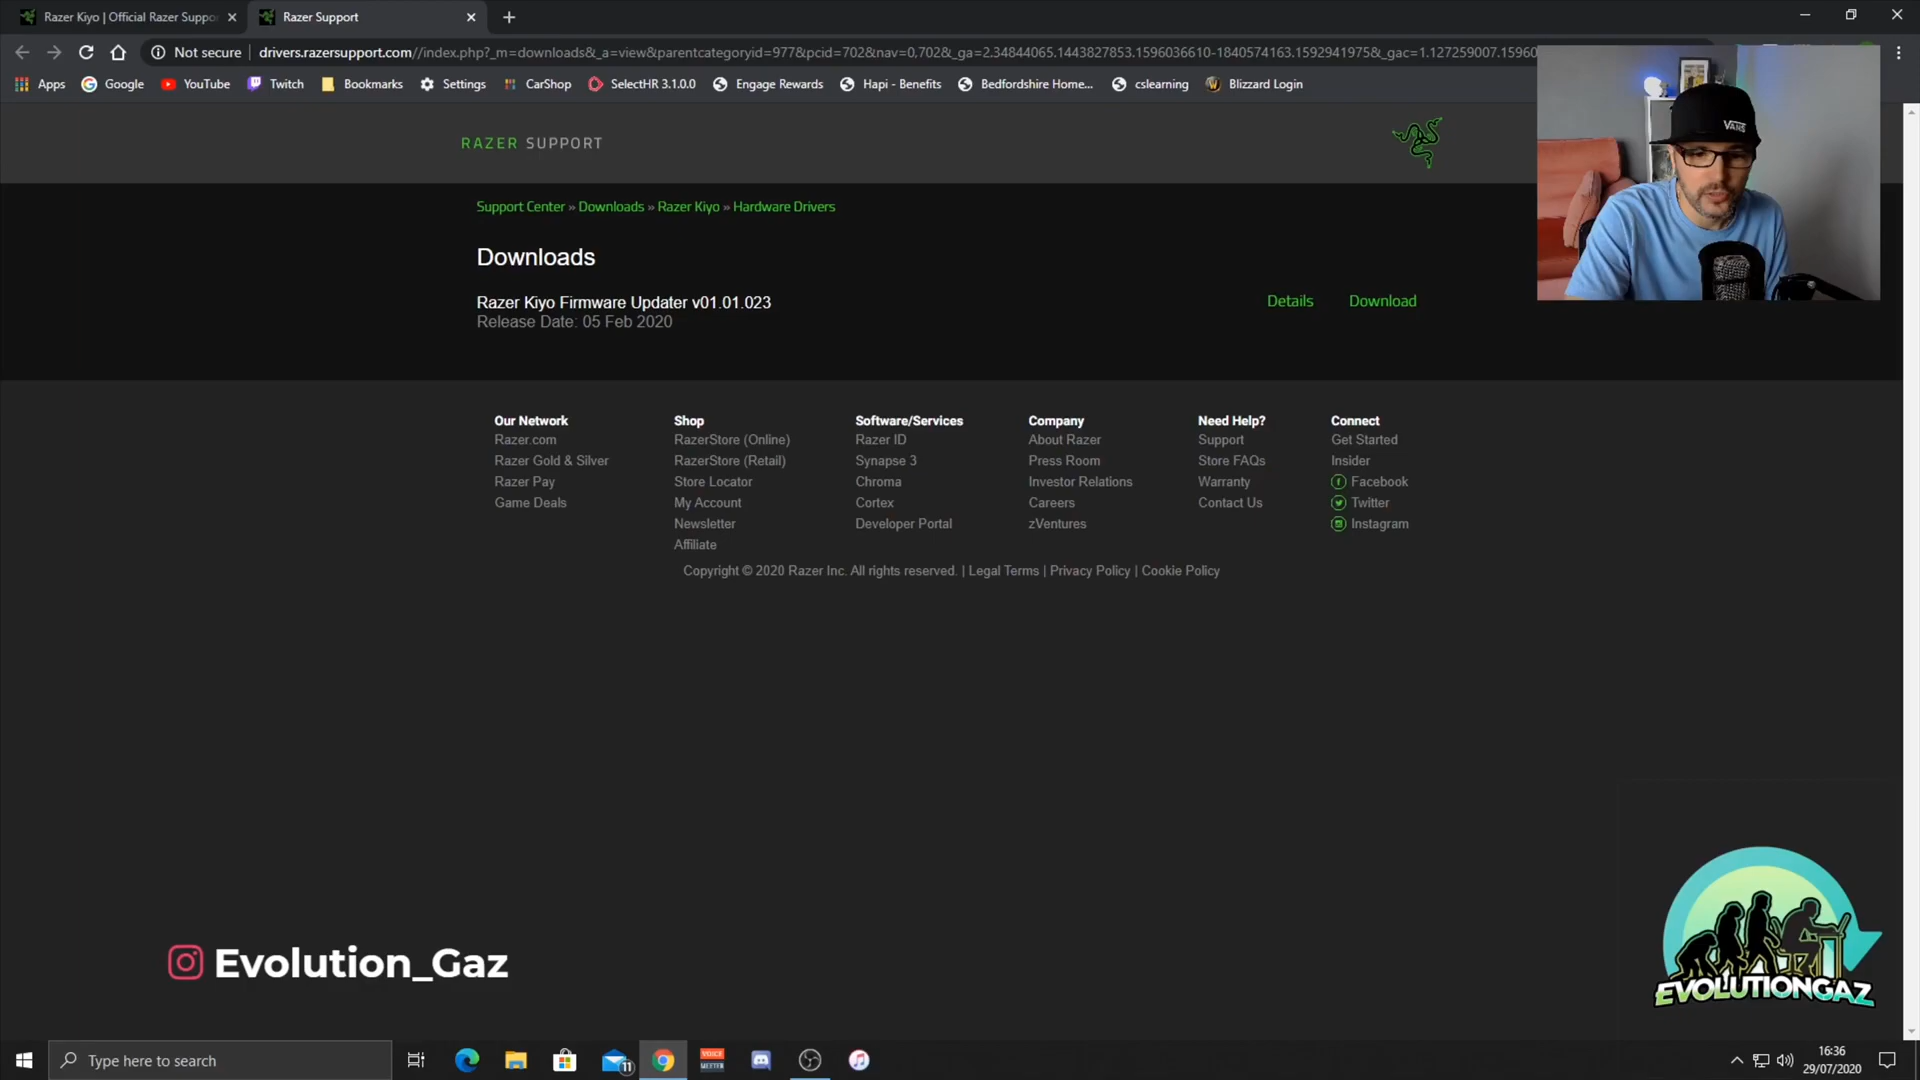 Razer Kiyo | Official Razer Suppo
Razer Support
Not secure
drivers.razersupport.com//index.php?_m=downloads&_a=view&parentcategoryid=977&pcid=702&nav=0,702&_ga=2.34844065.1443827853.1596036610-1840574163.1592941975&_gac=1.127259007.15960
Apps
Google
YouTube
Twitch
Bookmarks
Settings
CarShop
SelectHR 3.1.0.0
Engage Rewards
Hapi - Benefits
Bedfordshire Home...
cslearning
Blizzard Login
RAZER SUPPORT
VANS
Support Center » Downloads » Razer Kiyo » Hardware Drivers
Downloads
Razer Kiyo Firmware Updater v01.01.023
Release Date: 05 Feb 2020
Details
Download
Our Network
Razer.com
Razer Gold & Silver
Razer Pay
Game Deals
Shop
RazerStore (Online)
RazerStore (Retail)
Store Locator
My Account
Newsletter
Affiliate
Software/Services
Razer ID
Synapse 3
Chroma
Cortex
Developer Portal
Company
About Razer
Press Room
Investor Relations
Careers
zVentures
Need Help?
Support
Store FAQs
Warranty
Contact Us
Connect
Get Started
Insider
Facebook
Twitter
Instagram
Copyright © 2020 Razer Inc. All rights reserved. | Legal Terms | Privacy Policy | Cookie Policy
Evolution_Gaz
EVOLUTIONGAZ
Type here to search
11
VOICE
MEETER
16:36
29/07/2020